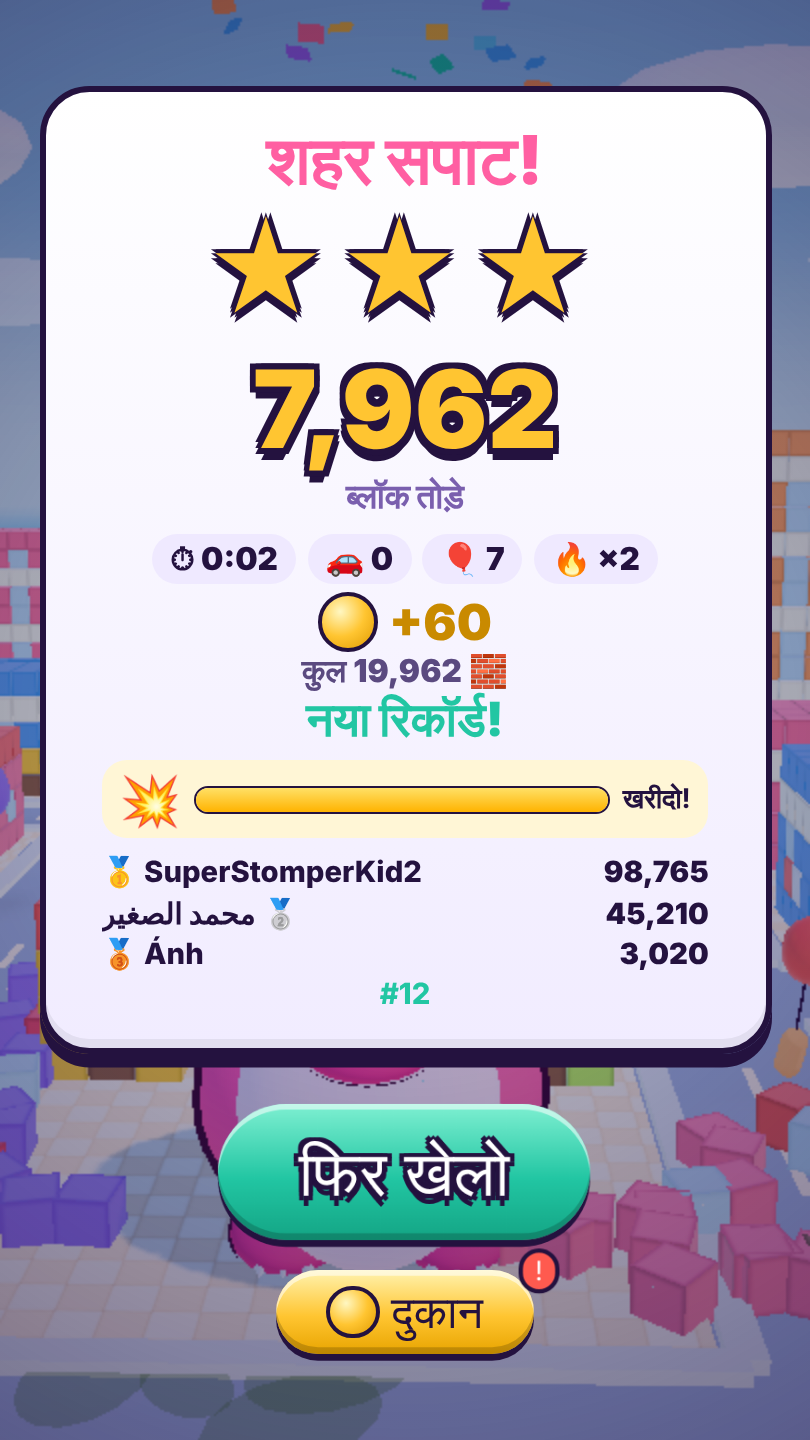 शहर सपाट!
7,962
ब्लॉक तोड़े
⏱ 0:02 🚗 0 🎈 7 🔥 ×2
+60
कुल 19,962 🧱
नया रिकॉर्ड!
💥 खरीदो!
🥇 SuperStomperKid2 98,765
🥈 محمد الصغير 45,210
🥉 Ánh 3,020
#12
फिर खेलो
!
दुकान